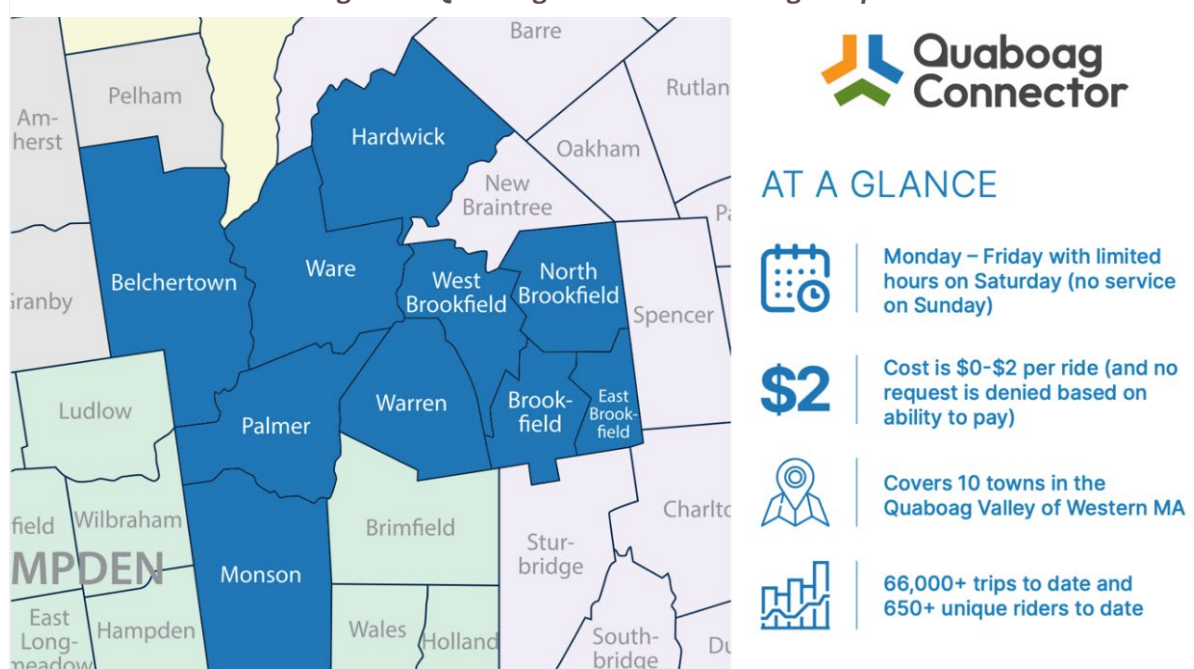 Barre
Pelham
Rutlan
Am-
herst
Hardwick
Oakham
New
Braintree
Belchertown
Ware
West
Brookfield
North
Brookfield
Granby
Spencer
Ludlow
Palmer
Warren
Brook-
field
East
Brook-
field
field
Wilbraham
Brimfield
Charlto
Stur-
bridge
MPDEN
Monson
East
Long-
meadow
Hampden
Wales
Holland
South-
bridge
Du
Quaboag
Connector
AT A GLANCE
Monday – Friday with limited
hours on Saturday (no service
on Sunday)
$2
Cost is $0-$2 per ride (and no
request is denied based on
ability to pay)
Covers 10 towns in the
Quaboag Valley of Western MA
66,000+ trips to date and
650+ unique riders to date